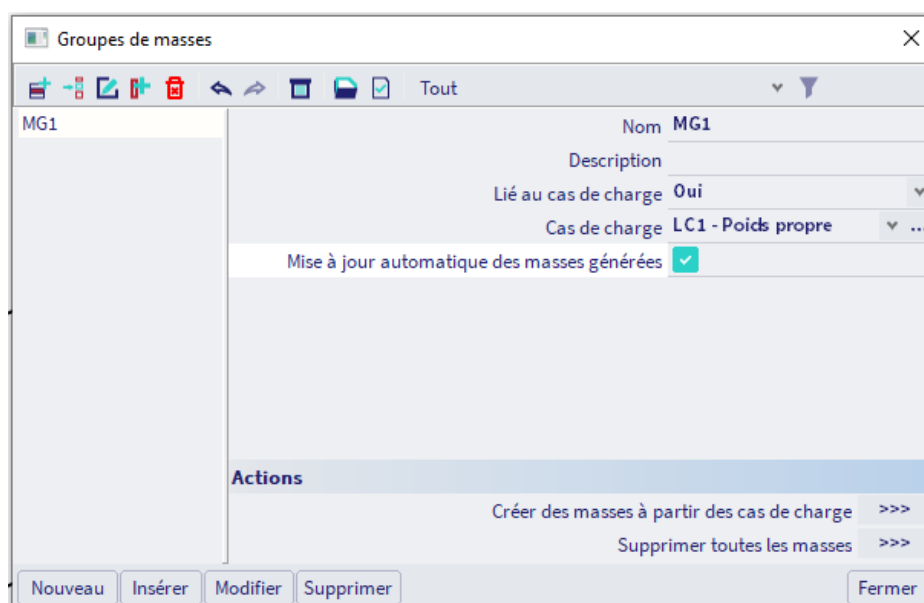 Groupes de masses
Tout
MG1
Nom MG1
Description
Lié au cas de charge Oui
Cas de charge LC1 - Poids propre ...
Mise à jour automatique des masses générées
Actions
Créer des masses à partir des cas de charge >>>
Supprimer toutes les masses >>>
Nouveau Insérer Modifier Supprimer Fermer